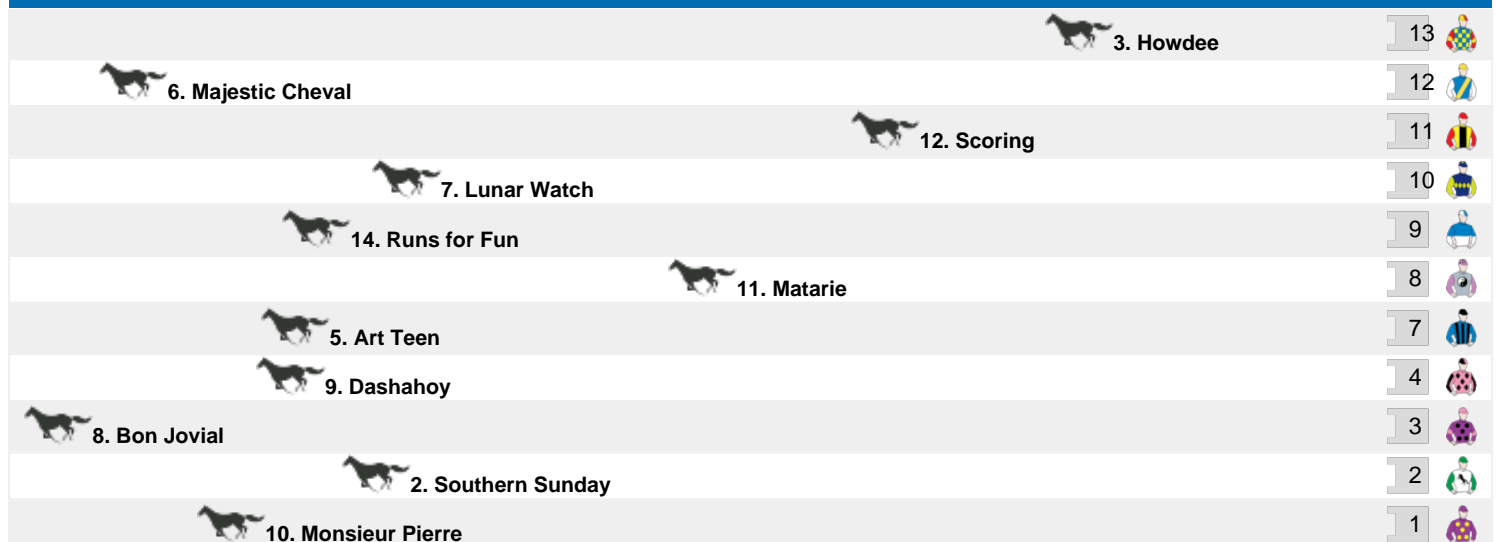 3. Howdee 13
6. Majestic Cheval 12
12. Scoring 11
7. Lunar Watch 10
14. Runs for Fun 9
11. Matarie 8
5. Art Teen 7
9. Dashahoy 4
8. Bon Jovial 3
2. Southern Sunday 2
10. Monsieur Pierre 1